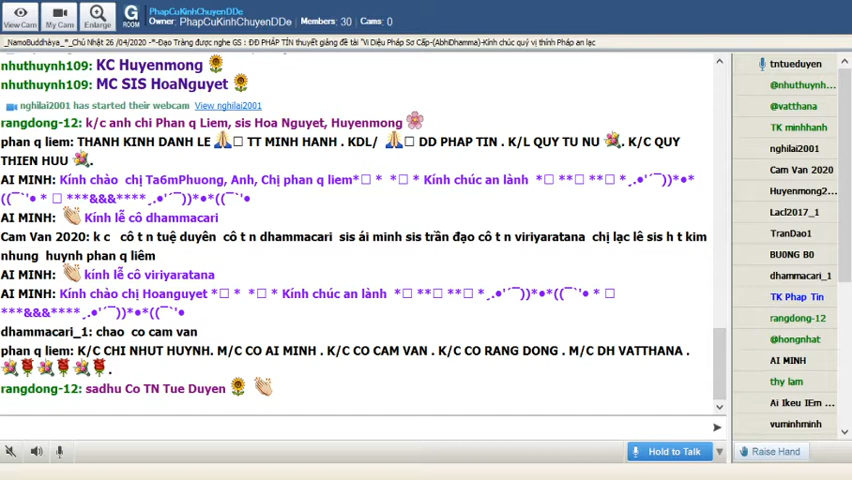 View Cam
My Cam
Enlarge
G
ROOM
PhapCuKinhChuyenDDe
Owner: PhapCuKinhChuyenDDe Members: 30 Cams: 0
_NamoBuddhàya_*_Chủ Nhật 26 /04/2020 -*-Đạo Tràng được nghe GS : ĐĐ PHÁP TÍN thuyết giảng đề tài "Vi Diệu Pháp Sơ Cấp-(AbhiDhamma)-Kính chúc quý vị thính Pháp an lạc
nhuthuynh109: KC Huyenmong
nhuthuynh109: MC SIS HoaNguyet
nghilai2001 has started their webcam View nghilai2001
rangdong-12: k/c anh chi Phan q Liem, sis Hoa Nguyet, Huyenmong
phan q liem: THANH KINH DANH LE TT MINH HANH . KDL/ DD PHAP TIN . K/L QUY TU NU . K/C QUY
THIEN HUU .
AI MINH: Kính chào chị Ta6mPhuong, Anh, Chị phan q liem*□ * *□ * Kính chúc an lành *□ **□ **□ *¸.•'´¯))*•*
((¯`'• * □ ***&&&****¸.•'´¯))*•*((¯`'•
AI MINH: Kính lễ cô dhammacari
Cam Van 2020: k c cô t n tuệ duyên cô t n dhammacari sis ái minh sis trần đạo cô t n viriyaratana chị lạc lê sis h t kim
nhung huynh phan q liêm
AI MINH: kính lễ cô viriyaratana
AI MINH: Kính chào chị Hoanguyet *□ * *□ * Kính chúc an lành *□ **□ **□ *¸.•'´¯))*•*((¯`'• * □
***&&&****¸.•'´¯))*•*((¯`'•
dhammacari_1: chao co cam van
phan q liem: K/C CHI NHUT HUYNH. M/C CO AI MINH . K/C CO CAM VAN . K/C CO RANG DONG . M/C DH VATTHANA .
.
rangdong-12: sadhu Co TN Tue Duyen
Hold to Talk
tntueduyen
@nhuthuynh...
@vatthana
TK minhhanh
nghilai2001
Cam Van 2020
Huyenmong2...
Lacl2017_1
TranDao1
BU0NG B0
dhammacari_1
TK Phap Tin
rangdong-12
@hongnhat
AI MINH
thy lam
Ai Ikeu IEm ...
vuminhminh
Raise Hand